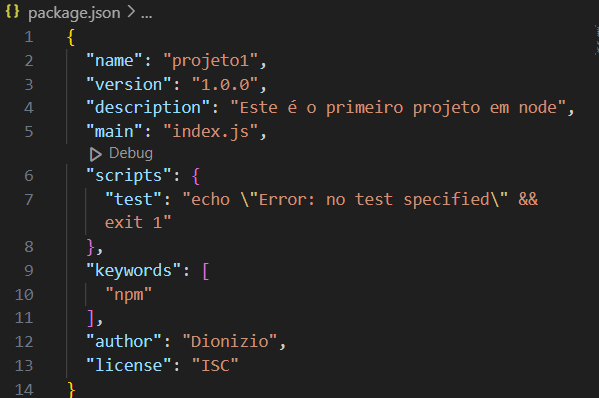 {} package.json > ...
1 {
2 "name": "projeto1",
3 "version": "1.0.0",
4 "description": "Este é o primeiro projeto em node",
5 "main": "index.js",
Debug
6 "scripts": {
7 "test": "echo \"Error: no test specified\" &&
exit 1"
8 },
9 "keywords": [
10 "npm"
11 ],
12 "author": "Dionizio",
13 "license": "ISC"
14 }